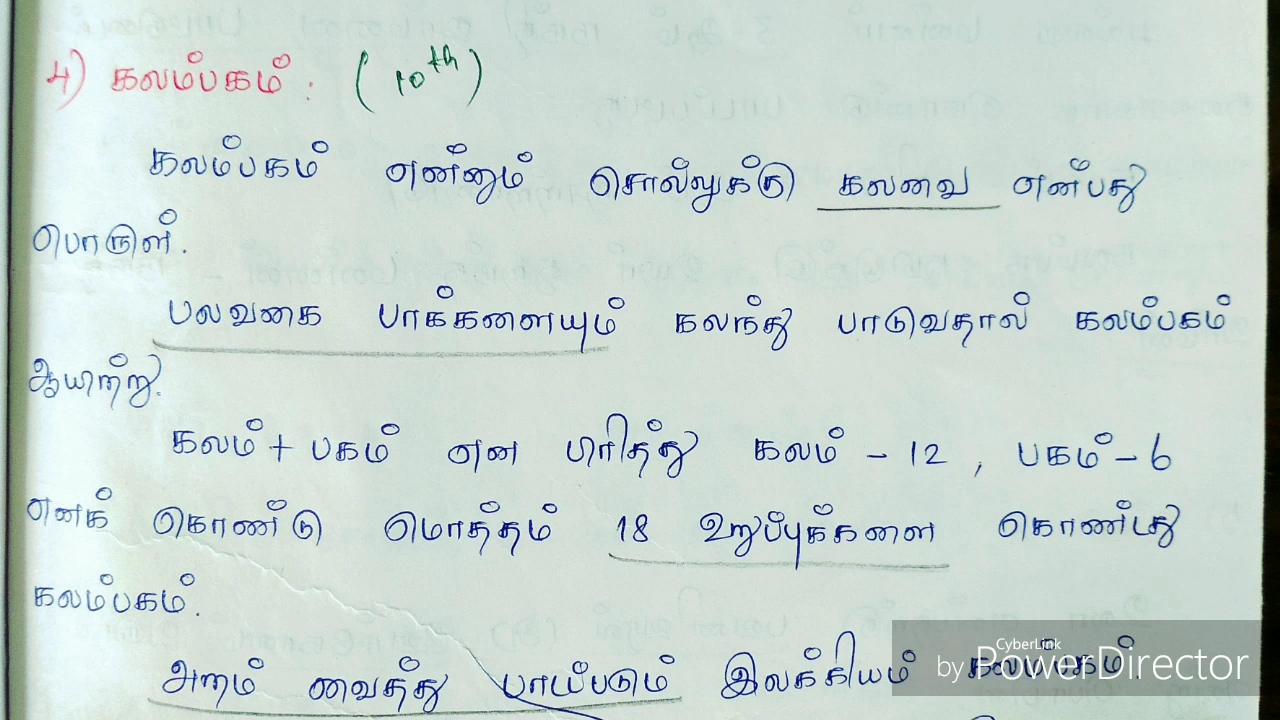 4) கலம்பகம் : (10th)
கலம்பகம் என்னும் சொல்லுக்கு கலவை என்பது
பொருள்.
பலவகை பாக்களையும் கலந்து பாடுவதால் கலம்பகம்
ஆயிற்று.
கலம் + பகம் என பிரித்து கலம் - 12 , பகம் - 6
எனக் கொண்டு மொத்தம் 18 உறுப்புக்களை கொண்டது
கலம்பகம்.
அறம் வைத்து பாடப்படும் இலக்கியம் கலம்பகம்.
CyberLink
by PowerDirector